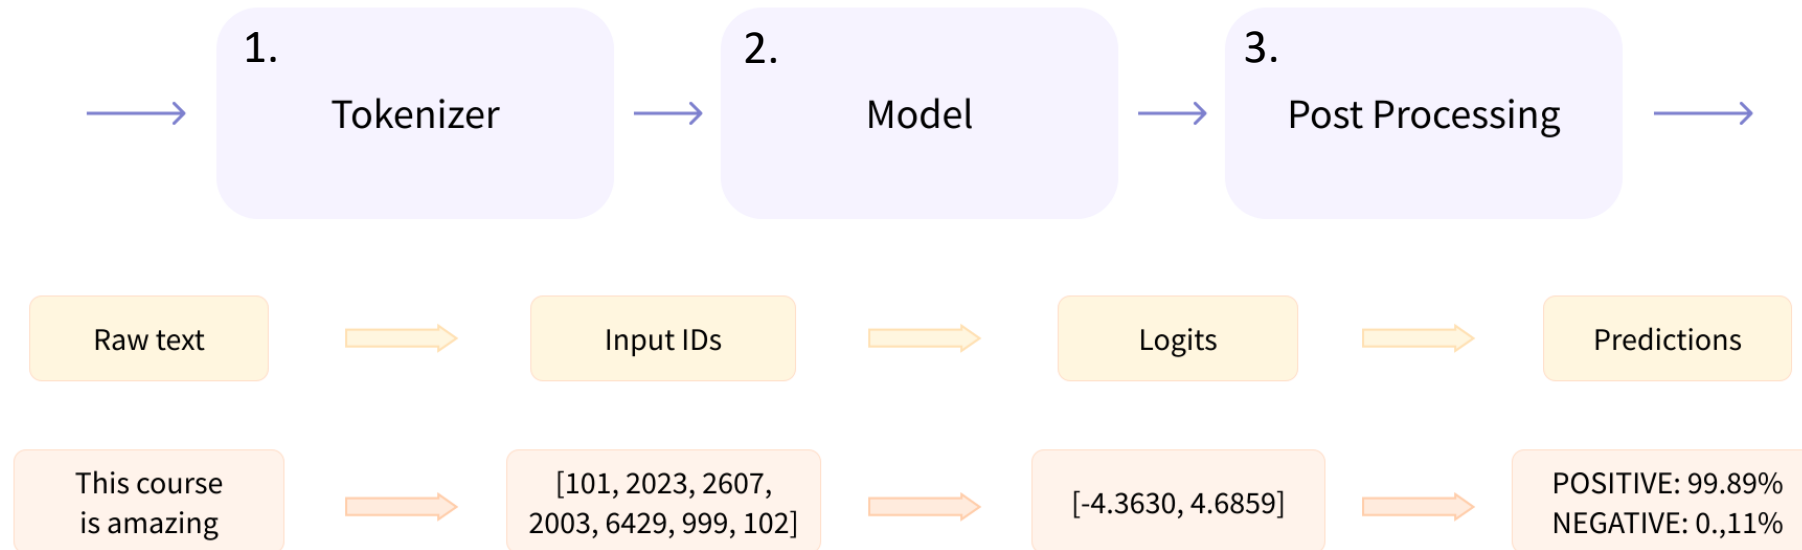 1.
Tokenizer
2.
Model
3.
Post Processing
Raw text
Input IDs
Logits
Predictions
This course
is amazing
[101, 2023, 2607,
2003, 6429, 999, 102]
[-4.3630, 4.6859]
POSITIVE: 99.89%
NEGATIVE: 0.,11%